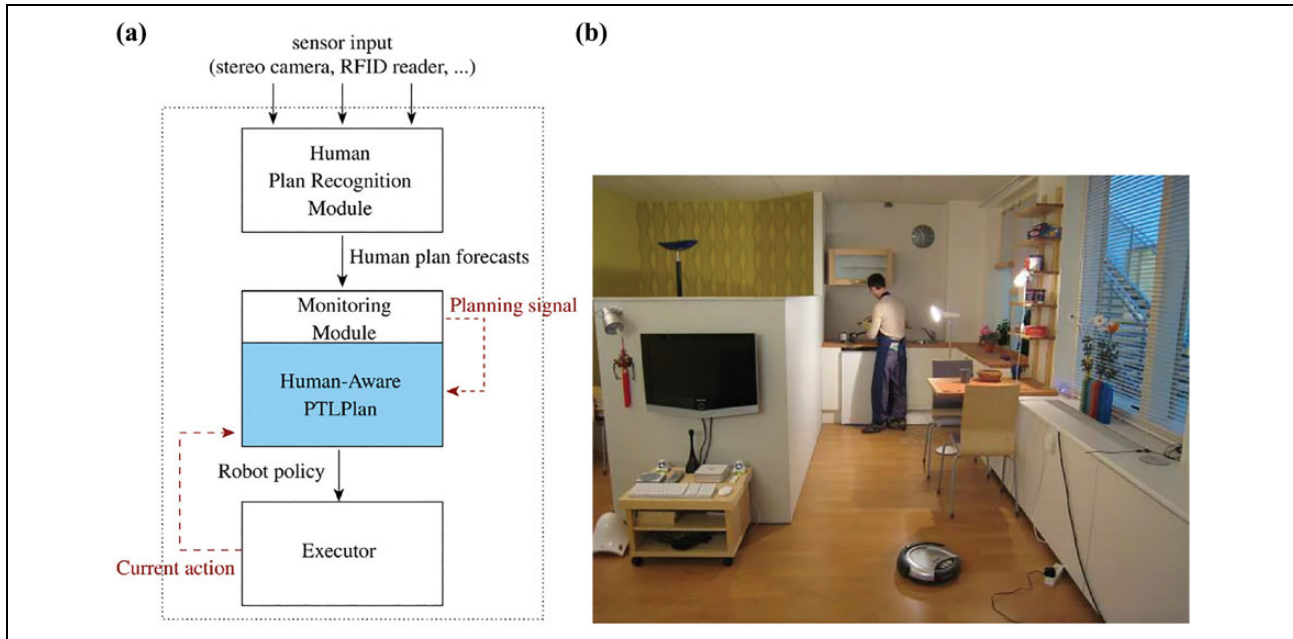 (a)
sensor input
(stereo camera, RFID reader, ...)
Human
Plan Recognition
Module
Human plan forecasts
Monitoring
Module
Planning signal
Human-Aware
PTLPlan
Robot policy
Executor
Current action
(b)